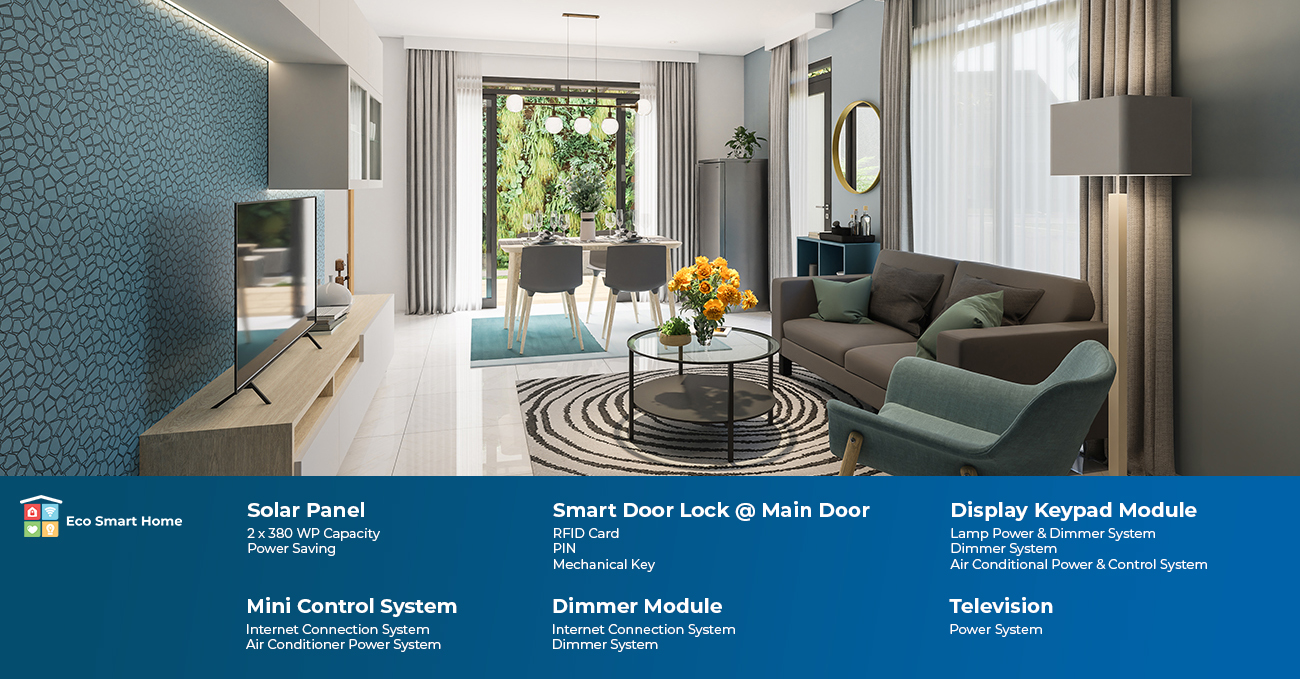 Eco Smart Home
Solar Panel
2 x 380 WP Capacity
Power Saving
Smart Door Lock @ Main Door
RFID Card
PIN
Mechanical Key
Display Keypad Module
Lamp Power & Dimmer System
Dimmer System
Air Conditional Power & Control System
Mini Control System
Internet Connection System
Air Conditioner Power System
Dimmer Module
Internet Connection System
Dimmer System
Television
Power System